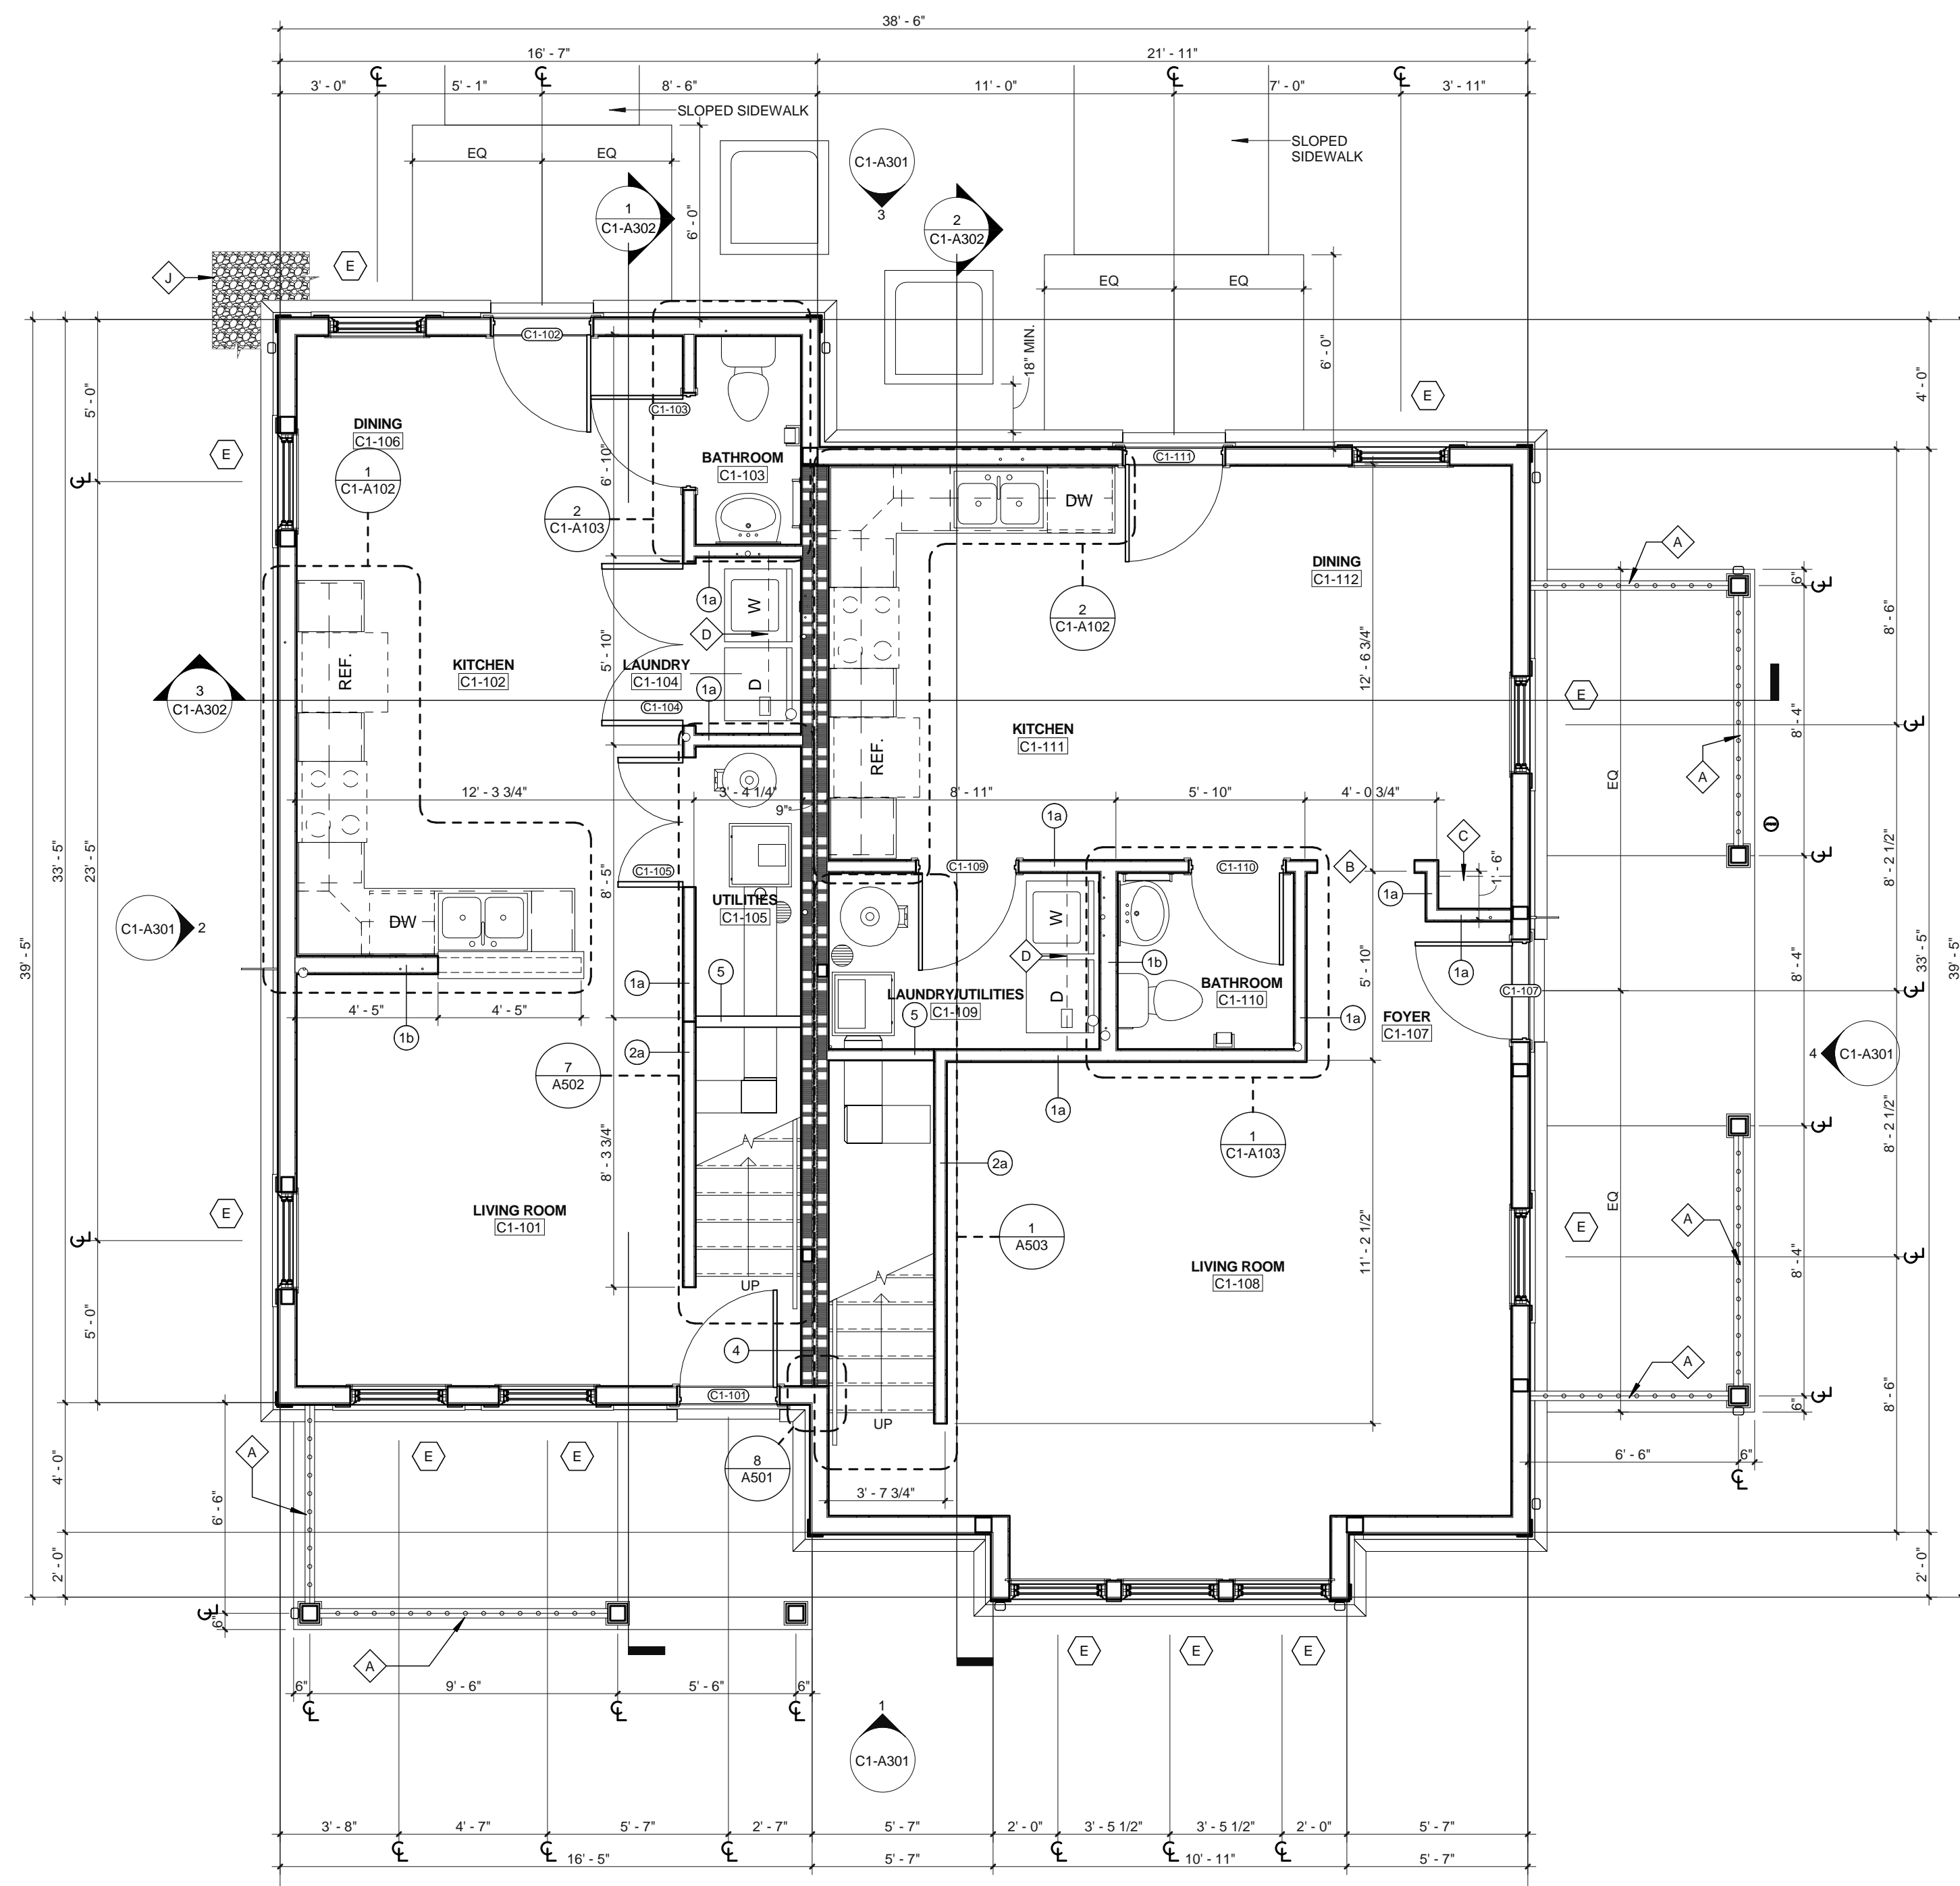 38' - 6"
16' - 7"
21' - 11"
3' - 0"
5' - 1"
8' - 6"
11' - 0"
7' - 0"
3' - 11"
SLOPED SIDEWALK
SLOPED
SIDEWALK
EQ
EQ
C1-A301
3
1
C1-A302
6' - 0"
2
C1-A302
EQ
EQ
J
E
18" MIN.
6' - 0"
C1-102
5' - 0"
4' - 0"
E
C1-103
DINING
C1-106
E
1
C1-A102
6' - 10"
BATHROOM
C1-103
C1-111
2
C1-A103
DW
A
DINING
C1-112
6"
8' - 6"
1a
W
2
C1-A102
D
5' - 10"
12' - 6 3/4"
REF.
KITCHEN
C1-102
LAUNDRY
C1-104
1a
D
C1-104
3
C1-A302
E
8' - 4"
KITCHEN
C1-111
REF.
A
EQ
12' - 3 3/4"
3' - 4 1/4"
9"
8' - 11"
5' - 10"
4' - 0 3/4"
1a
C
33' - 5"
23' - 5"
8' - 5"
C1-105
C1-109
C1-110
B
1' - 6"
8' - 2 1/2"
1a
UTILITIES
C1-105
DW
W
C1-A301
2
39' - 5"
D
1b
1a
5' - 10"
8' - 4"
33' - 5"
39' - 5"
5
1a
LAUNDRY/UTILITIES
C1-109
5
D
BATHROOM
C1-110
1a
C1-107
FOYER
C1-107
4' - 5"
4' - 5"
1b
2a
7
A502
4
C1-A301
1a
1
C1-A103
8' - 2 1/2"
8' - 3 3/4"
2a
EQ
E
LIVING ROOM
C1-101
1
A503
11' - 2 1/2"
E
A
8' - 4"
LIVING ROOM
C1-108
UP
5' - 0"
4
A
C1-101
6"
8' - 6"
UP
A
E
E
8
A501
6' - 6"
6"
4' - 0"
6' - 6"
3' - 7 3/4"
2' - 0"
2' - 0"
6"
A
E
E
E
6"
9' - 6"
5' - 6"
6"
1
C1-A301
3' - 8"
4' - 7"
5' - 7"
2' - 7"
5' - 7"
2' - 0"
3' - 5 1/2"
3' - 5 1/2"
2' - 0"
5' - 7"
16' - 5"
5' - 7"
10' - 11"
5' - 7"